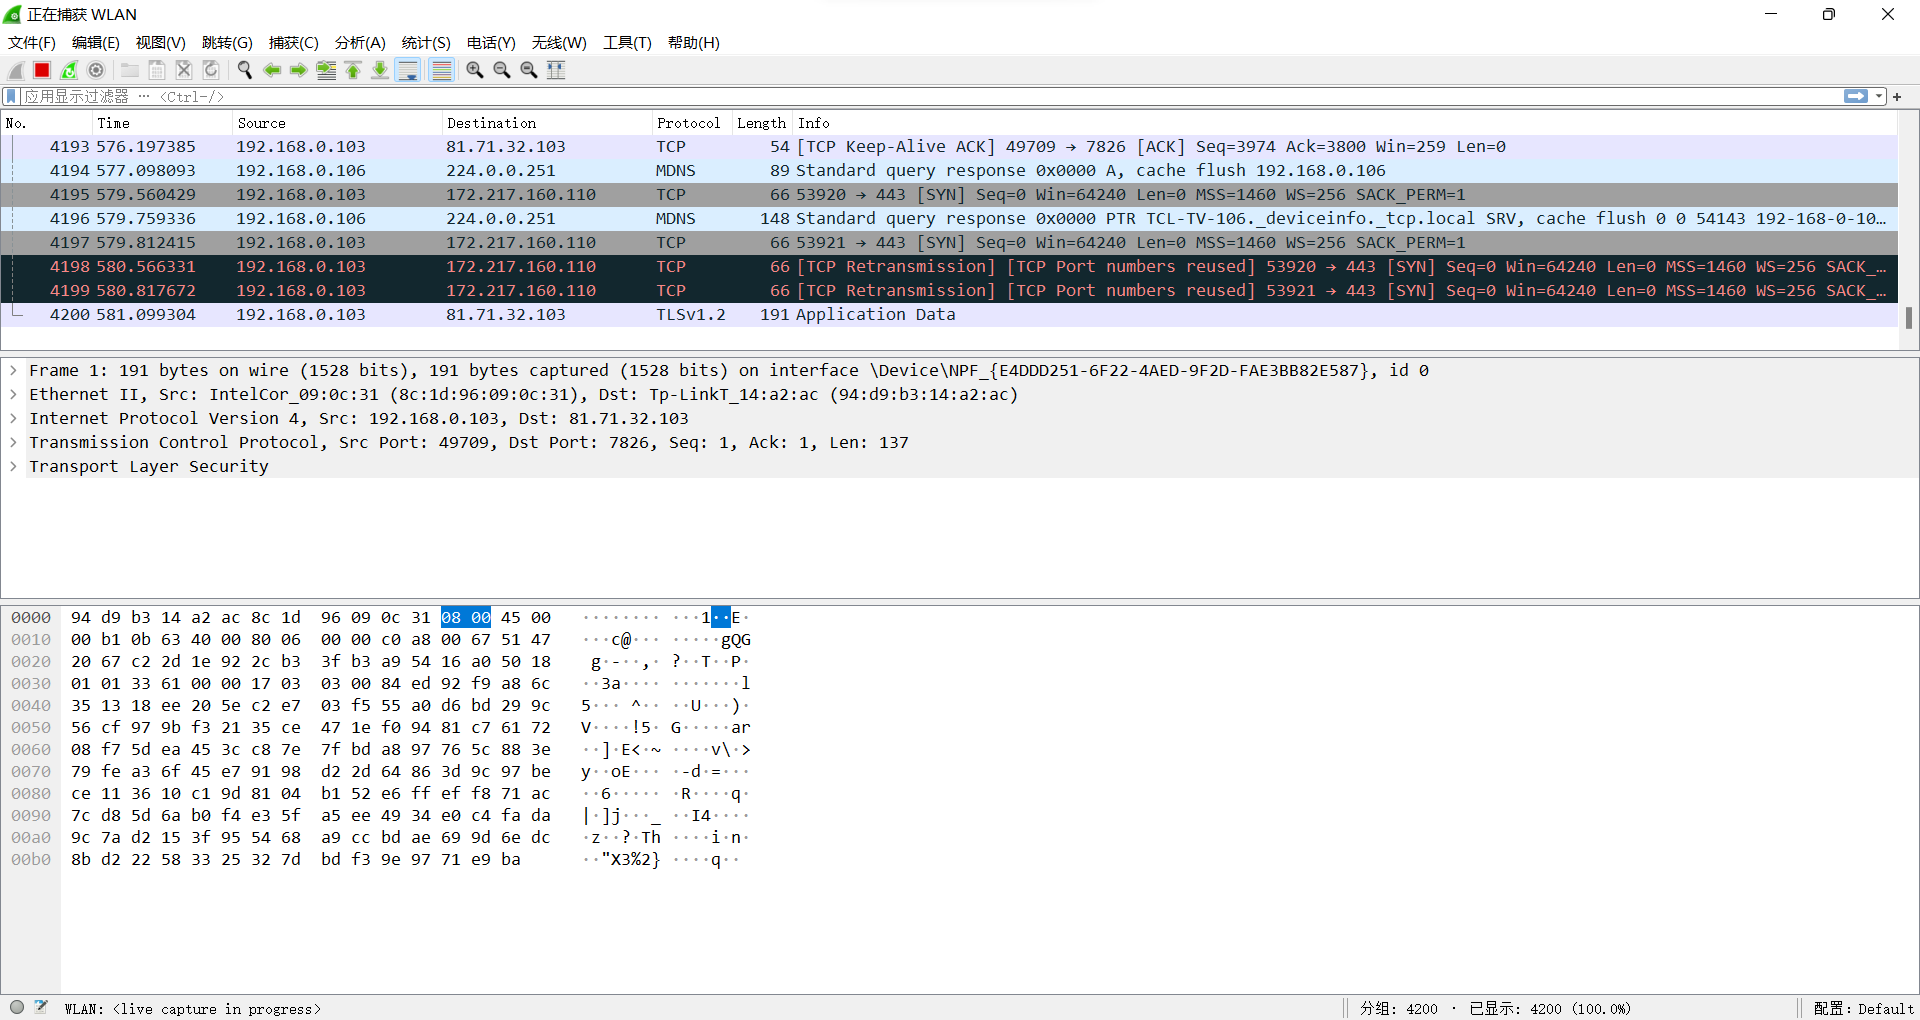 正在捕获 WLAN
文件(F) 编辑(E) 视图(V) 跳转(G) 捕获(C) 分析(A) 统计(S) 电话(Y) 无线(W) 工具(T) 帮助(H)
应用显示过滤器 … <Ctrl-/>
No. Time Source Destination Protocol Length Info
4193 576.197385 192.168.0.103 81.71.32.103 TCP 54 [TCP Keep-Alive ACK] 49709 → 7826 [ACK] Seq=3974 Ack=3800 Win=259 Len=0
4194 577.098093 192.168.0.106 224.0.0.251 MDNS 89 Standard query response 0x0000 A, cache flush 192.168.0.106
4195 579.560429 192.168.0.103 172.217.160.110 TCP 66 53920 → 443 [SYN] Seq=0 Win=64240 Len=0 MSS=1460 WS=256 SACK_PERM=1
4196 579.759336 192.168.0.106 224.0.0.251 MDNS 148 Standard query response 0x0000 PTR TCL-TV-106._deviceinfo._tcp.local SRV, cache flush 0 0 54143 192-168-0-10…
4197 579.812415 192.168.0.103 172.217.160.110 TCP 66 53921 → 443 [SYN] Seq=0 Win=64240 Len=0 MSS=1460 WS=256 SACK_PERM=1
4198 580.566331 192.168.0.103 172.217.160.110 TCP 66 [TCP Retransmission] [TCP Port numbers reused] 53920 → 443 [SYN] Seq=0 Win=64240 Len=0 MSS=1460 WS=256 SACK_…
4199 580.817672 192.168.0.103 172.217.160.110 TCP 66 [TCP Retransmission] [TCP Port numbers reused] 53921 → 443 [SYN] Seq=0 Win=64240 Len=0 MSS=1460 WS=256 SACK_…
4200 581.099304 192.168.0.103 81.71.32.103 TLSv1.2 191 Application Data
Frame 1: 191 bytes on wire (1528 bits), 191 bytes captured (1528 bits) on interface \Device\NPF_{E4DDD251-6F22-4AED-9F2D-FAE3BB82E587}, id 0
Ethernet II, Src: IntelCor_09:0c:31 (8c:1d:96:09:0c:31), Dst: Tp-LinkT_14:a2:ac (94:d9:b3:14:a2:ac)
Internet Protocol Version 4, Src: 192.168.0.103, Dst: 81.71.32.103
Transmission Control Protocol, Src Port: 49709, Dst Port: 7826, Seq: 1, Ack: 1, Len: 137
Transport Layer Security
0000 94 d9 b3 14 a2 ac 8c 1d 96 09 0c 31 08 00 45 00 ········ ···1··E·
0010 00 b1 0b 63 40 00 80 06 00 00 c0 a8 00 67 51 47 ···c@··· ·····gQG
0020 20 67 c2 2d 1e 92 2c b3 3f b3 a9 54 16 a0 50 18  g·-··,· ?··T··P·
0030 01 01 33 61 00 00 17 03 03 00 84 ed 92 f9 a8 6c ··3a···· ·······l
0040 35 13 18 ee 20 5e c2 e7 03 f5 55 a0 d6 bd 29 9c 5··· ^·· ··U···)·
0050 56 cf 97 9b f3 21 35 ce 47 1e f0 94 81 c7 61 72 V····!5· G·····ar
0060 08 f7 5d ea 45 3c c8 7e 7f bd a8 97 76 5c 88 3e ··]·E<·~ ····v\·>
0070 79 fe a3 6f 45 e7 91 98 d2 2d 64 86 3d 9c 97 be y··oE··· ·-d·=···
0080 ce 11 36 10 c1 9d 81 04 b1 52 e6 ff ef f8 71 ac ··6····· ·R····q·
0090 7c d8 5d 6a b0 f4 e3 5f a5 ee 49 34 e0 c4 fa da |·]j···_ ··I4····
00a0 9c 7a d2 15 3f 95 54 68 a9 cc bd ae 69 9d 6e dc ·z··?·Th ····i·n·
00b0 8b d2 22 58 33 25 32 7d bd f3 9e 97 71 e9 ba ··"X3%2} ····q··
WLAN: <live capture in progress> 分组: 4200 · 已显示: 4200 (100.0%) 配置: Default